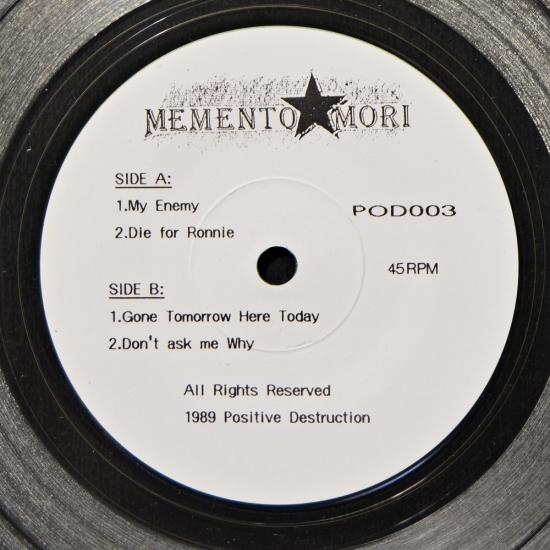 MEMENTO MORI
SIDE A:
1.My Enemy
2.Die for Ronnie
POD003
45RPM
SIDE B:
1.Gone Tomorrow Here Today
2.Don't ask me Why
All Rights Reserved
1989 Positive Destruction